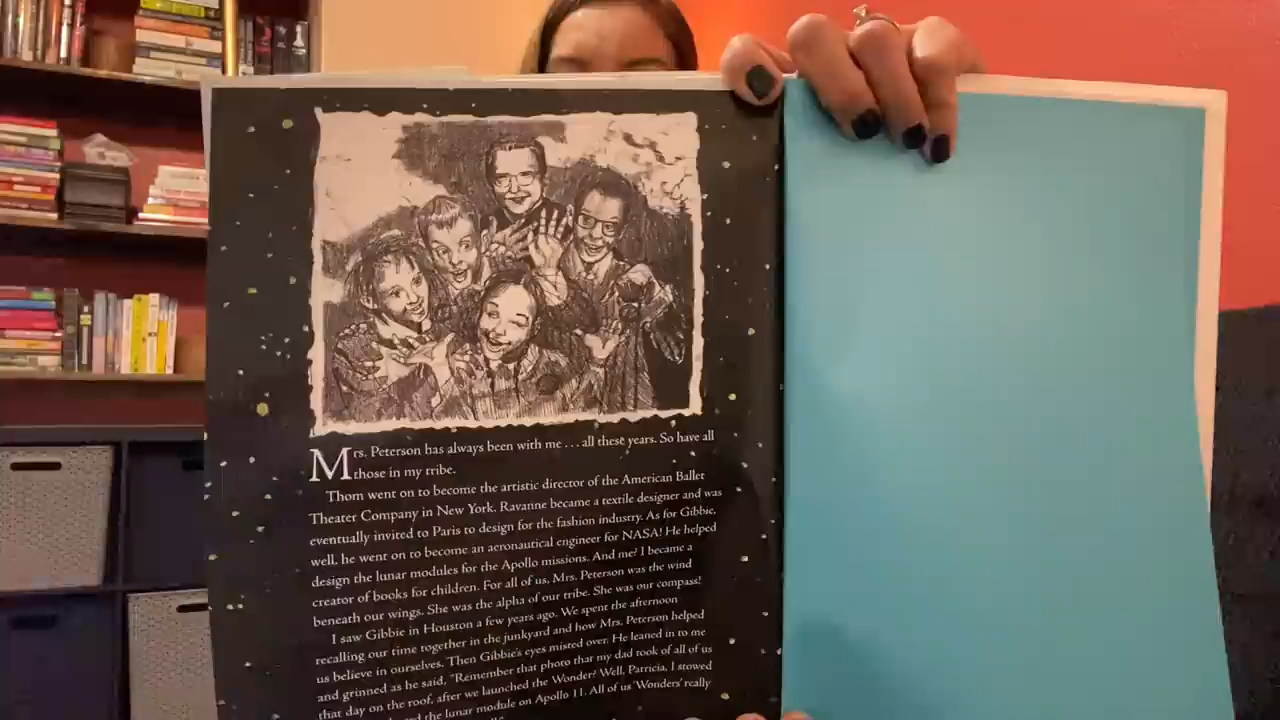 Mrs. Peterson has always been with me . . . all these years. So have all
those in my tribe.
Thom went on to become the artistic director of the American Ballet
Theater Company in New York. Ravanne became a textile designer and was
eventually invited to Paris to design for the fashion industry. As for Gibbie,
well, he went on to become an aeronautical engineer for NASA! He helped
design the lunar modules for the Apollo missions. And me? I became a
creator of books for children. For all of us, Mrs. Peterson was the wind
beneath our wings. She was the alpha of our tribe. She was our compass!
I saw Gibbie in Houston a few years ago. We spent the afternoon
recalling our time together in the junkyard and how Mrs. Peterson helped
us believe in ourselves. Then Gibbie's eyes misted over. He leaned in to me
and grinned as he said, "Remember that photo that my dad took of all of us
that day on the roof, after we launched the Wonder? Well, Patricia, I stowed
the lunar module on Apollo 11. All of us 'Wonders' really